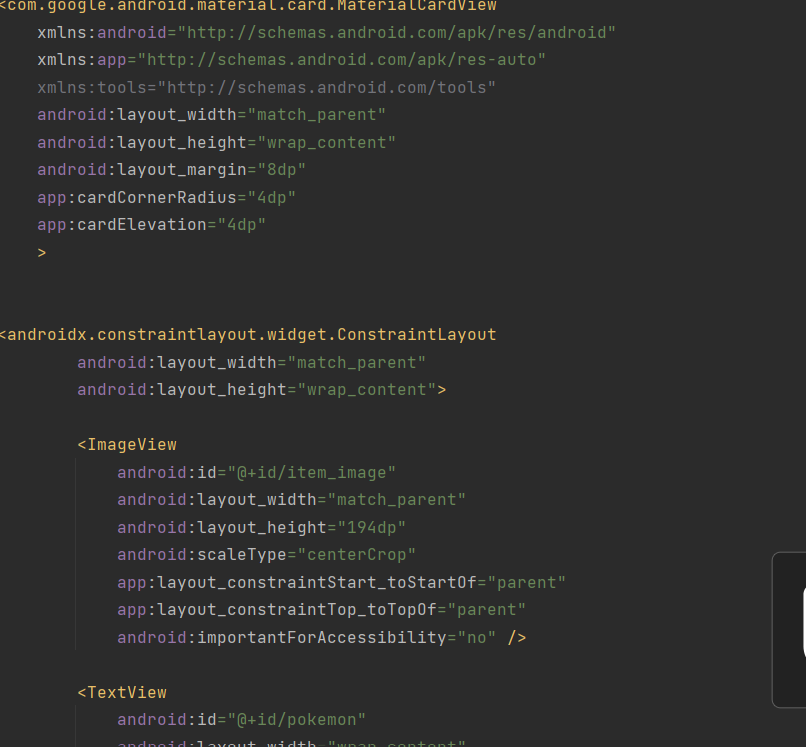 <com.google.android.material.card.MaterialCardView
xmlns:android="http://schemas.android.com/apk/res/android"
xmlns:app="http://schemas.android.com/apk/res-auto"
xmlns:tools="http://schemas.android.com/tools"
android:layout_width="match_parent"
android:layout_height="wrap_content"
android:layout_margin="8dp"
app:cardCornerRadius="4dp"
app:cardElevation="4dp"
>
<androidx.constraintlayout.widget.ConstraintLayout
android:layout_width="match_parent"
android:layout_height="wrap_content">
<ImageView
android:id="@+id/item_image"
android:layout_width="match_parent"
android:layout_height="194dp"
android:scaleType="centerCrop"
app:layout_constraintStart_toStartOf="parent"
app:layout_constraintTop_toTopOf="parent"
android:importantForAccessibility="no" />
<TextView
android:id="@+id/pokemon"
android:layout_width="wrap_content"